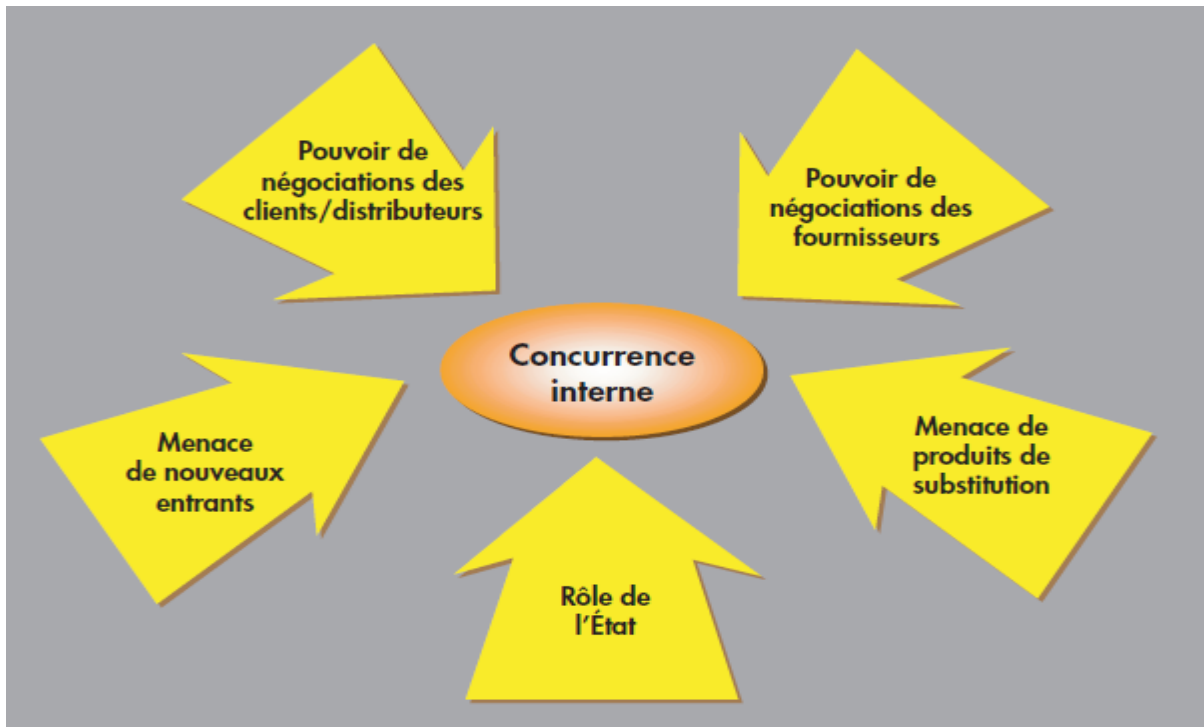 Pouvoir de
négociations des
clients/distributeurs
Pouvoir de
négociations des
fournisseurs
Concurrence
interne
Menace
de nouveaux
entrants
Menace de
produits de
substitution
Rôle de
l'État